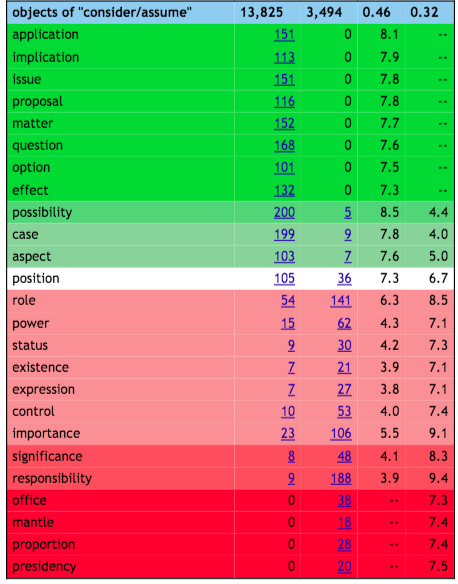 objects of "consider/assume" 13,825 3,494 0.46 0.32
application 151 0 8.1 --
implication 113 0 7.9 --
issue 151 0 7.8 --
proposal 116 0 7.8 --
matter 152 0 7.7 --
question 168 0 7.6 --
option 101 0 7.5 --
effect 132 0 7.3 --
possibility 200 5 8.5 4.4
case 199 9 7.8 4.0
aspect 103 7 7.6 5.0
position 105 36 7.3 6.7
role 54 141 6.3 8.5
power 15 62 4.3 7.1
status 9 30 4.2 7.3
existence 7 21 3.9 7.1
expression 7 27 3.8 7.1
control 10 53 4.0 7.4
importance 23 106 5.5 9.1
significance 8 48 4.1 8.3
responsibility 9 188 3.9 9.4
office 0 38 -- 7.3
mantle 0 18 -- 7.4
proportion 0 28 -- 7.4
presidency 0 20 -- 7.5